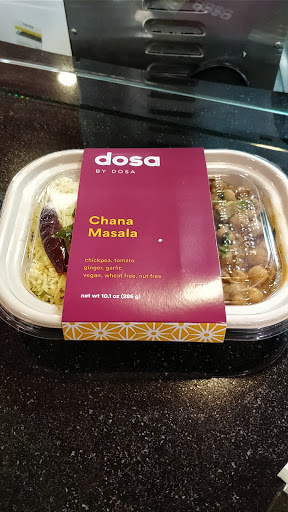 dosa
BY DOSA
Chana
Masala
chickpea, tomato
ginger, garlic
vegan, wheat free, nut free
net wt 10.1 oz (286 g)